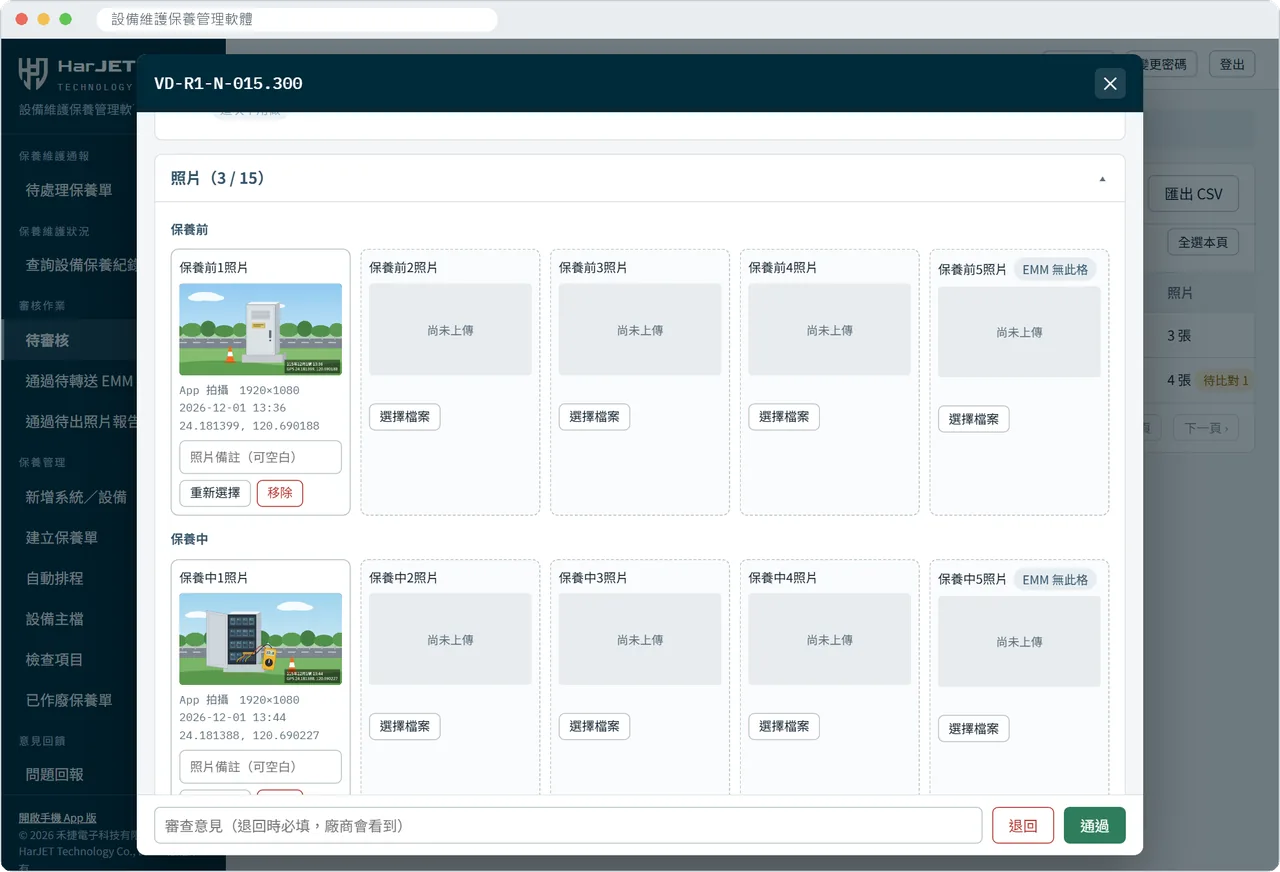 設備維護保養管理軟體
HarJET
TECHNOLOGY
設備維護保養管理軟
保養維護通報
待處理保養單
保養維護狀況
查詢設備保養紀錄
審核作業
待審核
通過待轉送 EMM
通過待出照片報告
保養管理
新增系統／設備
建立保養單
自動排程
設備主檔
檢查項目
已作廢保養單
意見回饋
問題回報
開啟手機 App 版
© 2026 禾捷電子科技有限
HarJET Technology Co.,
有
變更密碼
登出
匯出 CSV
全選本頁
照片
3 張
4 張 待比對 1
頁
下一頁 ›
VD-R1-N-015.300
照片（3 / 15）
保養前
保養前1照片
App 拍攝 1920×1080
2026-12-01 13:36
24.181399, 120.690188
照片備註（可空白）
重新選擇
移除
保養前2照片
尚未上傳
選擇檔案
保養前3照片
尚未上傳
選擇檔案
保養前4照片
尚未上傳
選擇檔案
保養前5照片 EMM 無此格
尚未上傳
選擇檔案
保養中
保養中1照片
App 拍攝 1920×1080
2026-12-01 13:44
24.181388, 120.690227
照片備註（可空白）
保養中2照片
尚未上傳
選擇檔案
保養中3照片
尚未上傳
選擇檔案
保養中4照片
尚未上傳
選擇檔案
保養中5照片 EMM 無此格
尚未上傳
選擇檔案
審查意見（退回時必填，廠商會看到）
退回
通過